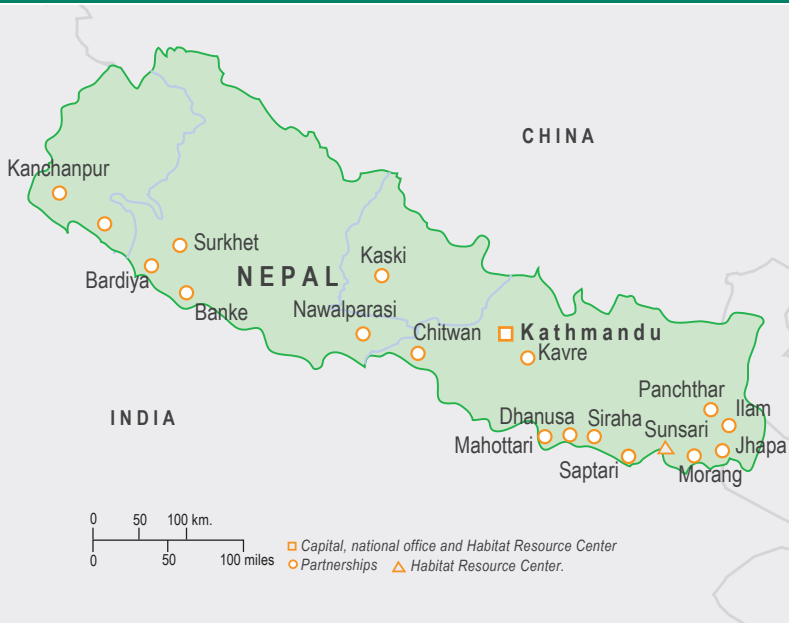 CHINA
Kanchanpur
Surkhet
Kaski
Bardiya
NEPAL
Banke
Nawalparasi
Chitwan
Kathmandu
Kavre
Panchthar
Ilam
INDIA
Dhanusa
Siraha
Sunsari
Mahottari
Jhapa
Saptari
Morang
0 50 100 km.
0 50 100 miles
Capital, national office and Habitat Resource Center
Partnerships Habitat Resource Center.